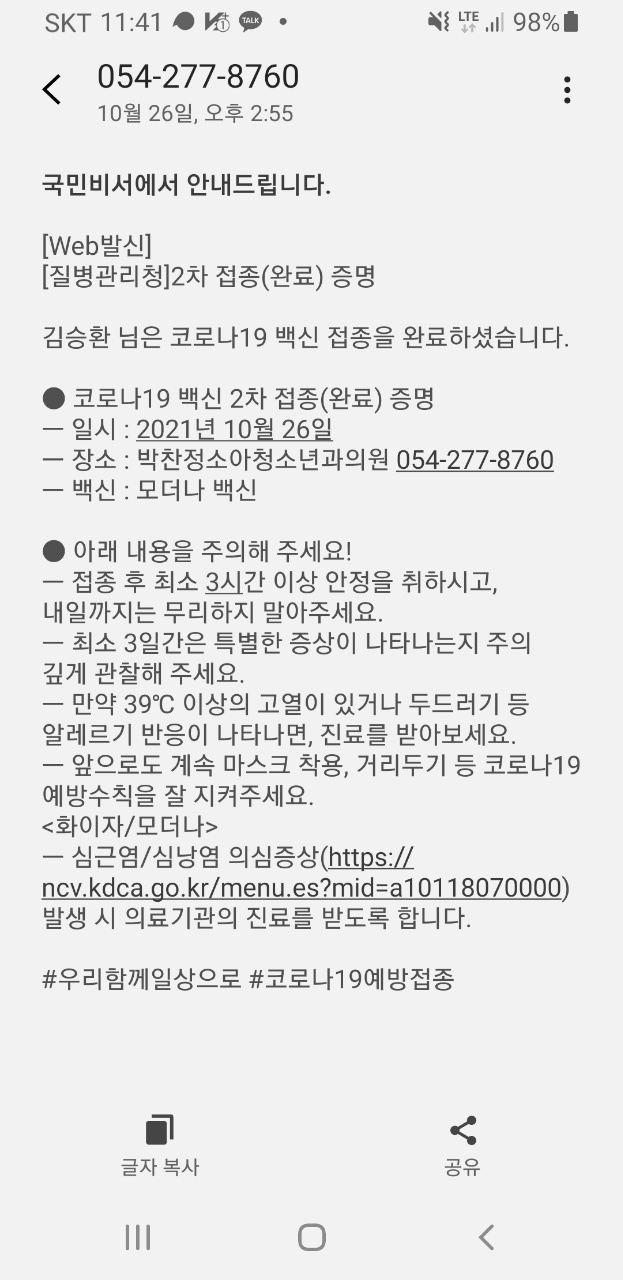 SKT 11:41 TALK LTE 98%
054-277-8760
10월 26일, 오후 2:55
국민비서에서 안내드립니다.
[Web발신]
[질병관리청]2차 접종(완료) 증명
김승환 님은 코로나19 백신 접종을 완료하셨습니다.
● 코로나19 백신 2차 접종(완료) 증명
ㅡ 일시 : 2021년 10월 26일
ㅡ 장소 : 박찬정소아청소년과의원 054-277-8760
ㅡ 백신 : 모더나 백신
● 아래 내용을 주의해 주세요!
ㅡ 접종 후 최소 3시간 이상 안정을 취하시고,
내일까지는 무리하지 말아주세요.
ㅡ 최소 3일간은 특별한 증상이 나타나는지 주의
깊게 관찰해 주세요.
ㅡ 만약 39℃ 이상의 고열이 있거나 두드러기 등
알레르기 반응이 나타나면, 진료를 받아보세요.
ㅡ 앞으로도 계속 마스크 착용, 거리두기 등 코로나19
예방수칙을 잘 지켜주세요.
<화이자/모더나>
ㅡ 심근염/심낭염 의심증상(https://
ncv.kdca.go.kr/menu.es?mid=a10118070000)
발생 시 의료기관의 진료를 받도록 합니다.
#우리함께일상으로 #코로나19예방접종
글자 복사 공유